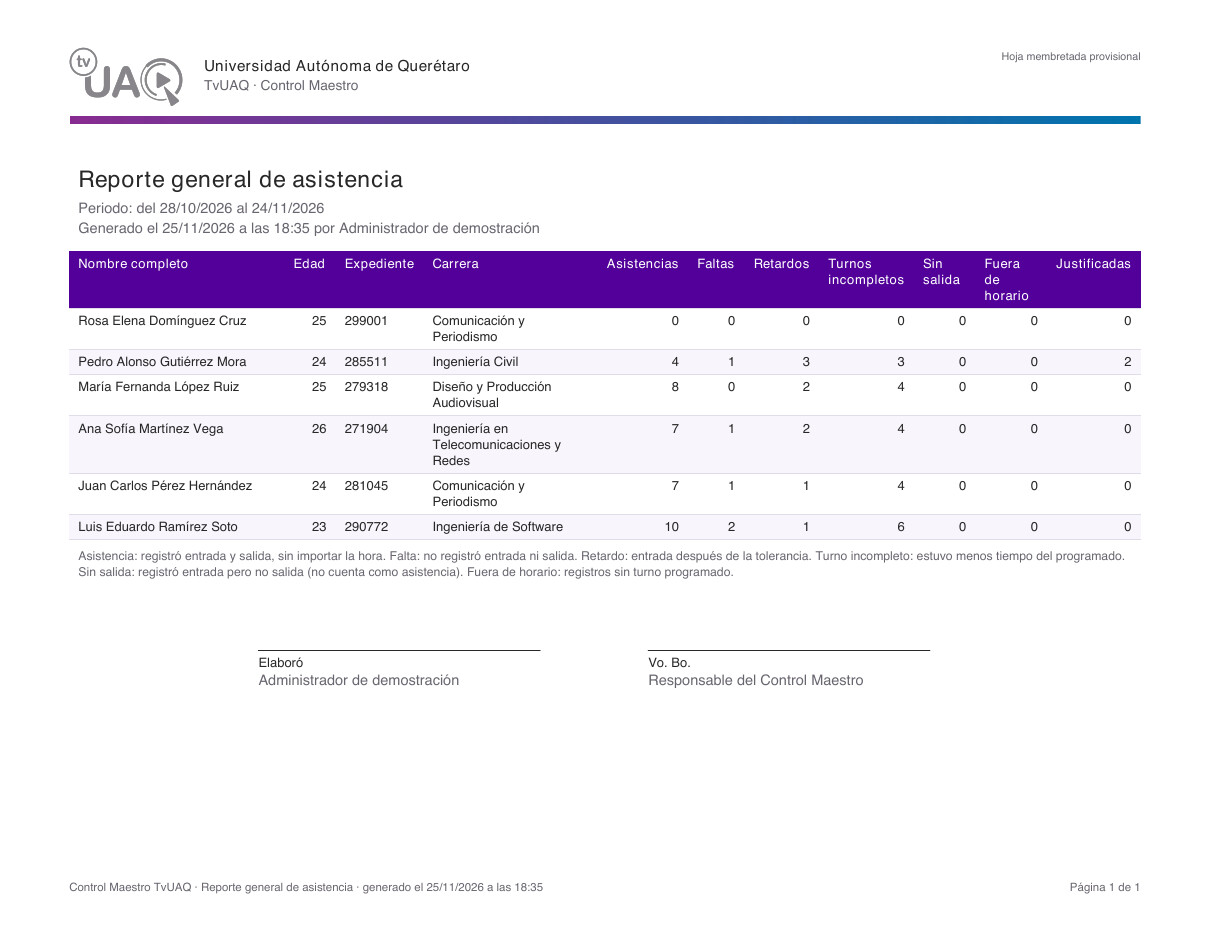 tv
UAQ
Universidad Autónoma de Querétaro
TvUAQ · Control Maestro
Hoja membretada provisional
Reporte general de asistencia
Periodo: del 28/10/2026 al 24/11/2026
Generado el 25/11/2026 a las 18:35 por Administrador de demostración
Nombre completo Edad Expediente Carrera Asistencias Faltas Retardos Turnos incompletos Sin salida Fuera de horario Justificadas
Rosa Elena Domínguez Cruz 25 299001 Comunicación y Periodismo 0 0 0 0 0 0 0
Pedro Alonso Gutiérrez Mora 24 285511 Ingeniería Civil 4 1 3 3 0 0 2
María Fernanda López Ruiz 25 279318 Diseño y Producción Audiovisual 8 0 2 4 0 0 0
Ana Sofía Martínez Vega 26 271904 Ingeniería en Telecomunicaciones y Redes 7 1 2 4 0 0 0
Juan Carlos Pérez Hernández 24 281045 Comunicación y Periodismo 7 1 1 4 0 0 0
Luis Eduardo Ramírez Soto 23 290772 Ingeniería de Software 10 2 1 6 0 0 0
Asistencia: registró entrada y salida, sin importar la hora. Falta: no registró entrada ni salida. Retardo: entrada después de la tolerancia. Turno incompleto: estuvo menos tiempo del programado.
Sin salida: registró entrada pero no salida (no cuenta como asistencia). Fuera de horario: registros sin turno programado.
Elaboró
Administrador de demostración
Vo. Bo.
Responsable del Control Maestro
Control Maestro TvUAQ · Reporte general de asistencia · generado el 25/11/2026 a las 18:35
Página 1 de 1